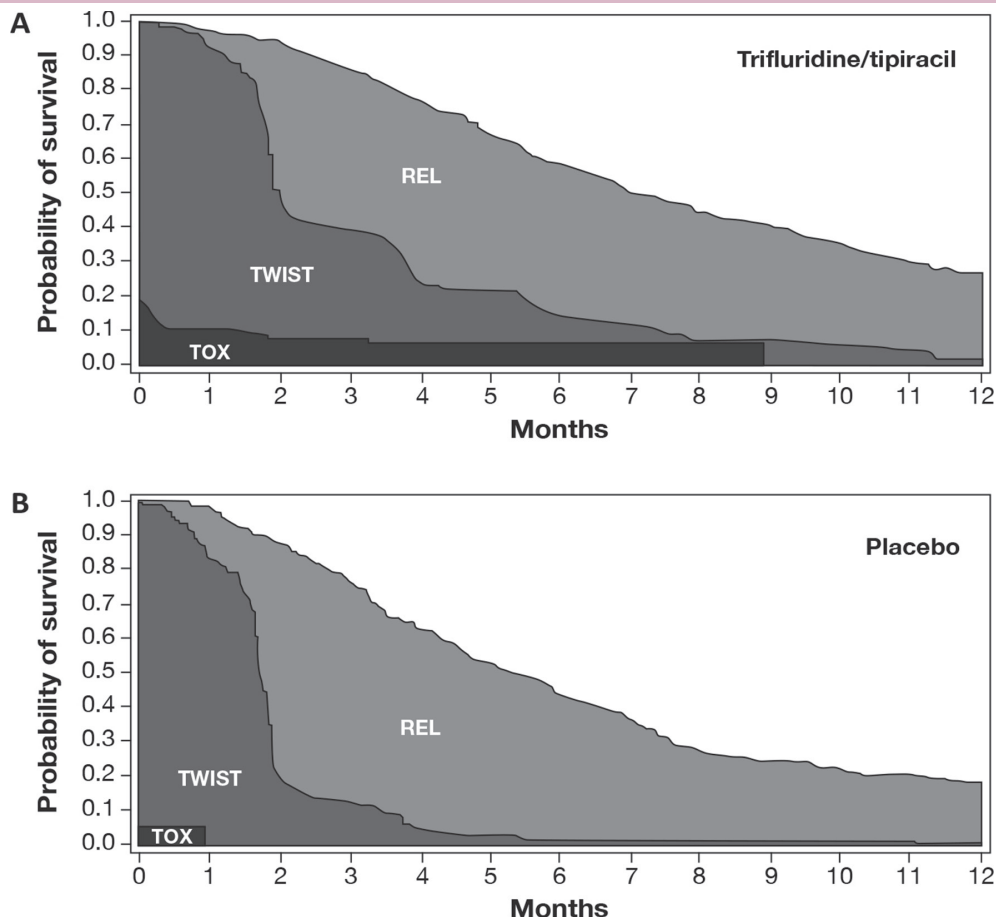 A
Trifluridine/tipiracil
Probability of survival
1.0
0.9
0.8
0.7
0.6
0.5
0.4
0.3
0.2
0.1
0.0
REL
TWIST
TOX
0 1 2 3 4 5 6 7 8 9 10 11 12
Months
B
Placebo
Probability of survival
1.0
0.9
0.8
0.7
0.6
0.5
0.4
0.3
0.2
0.1
0.0
REL
TWIST
TOX
0 1 2 3 4 5 6 7 8 9 10 11 12
Months